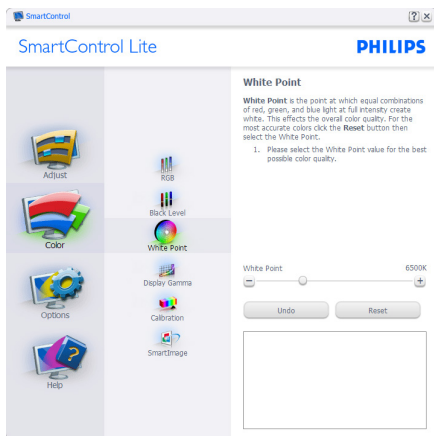 SmartControl
SmartControl Lite
PHILIPS
Adjust
Color
Options
Help
RGB
Black Level
White Point
Display Gamma
Calibration
SmartImage
White Point
White Point is the point at which equal combinations
of red, green, and blue light at full intensity create
white. This effects the overall color quality. For the
most accurate colors click the Reset button then
select the White Point.
1. Please select the White Point value for the best
possible color quality.
White Point 6500K
Undo Reset